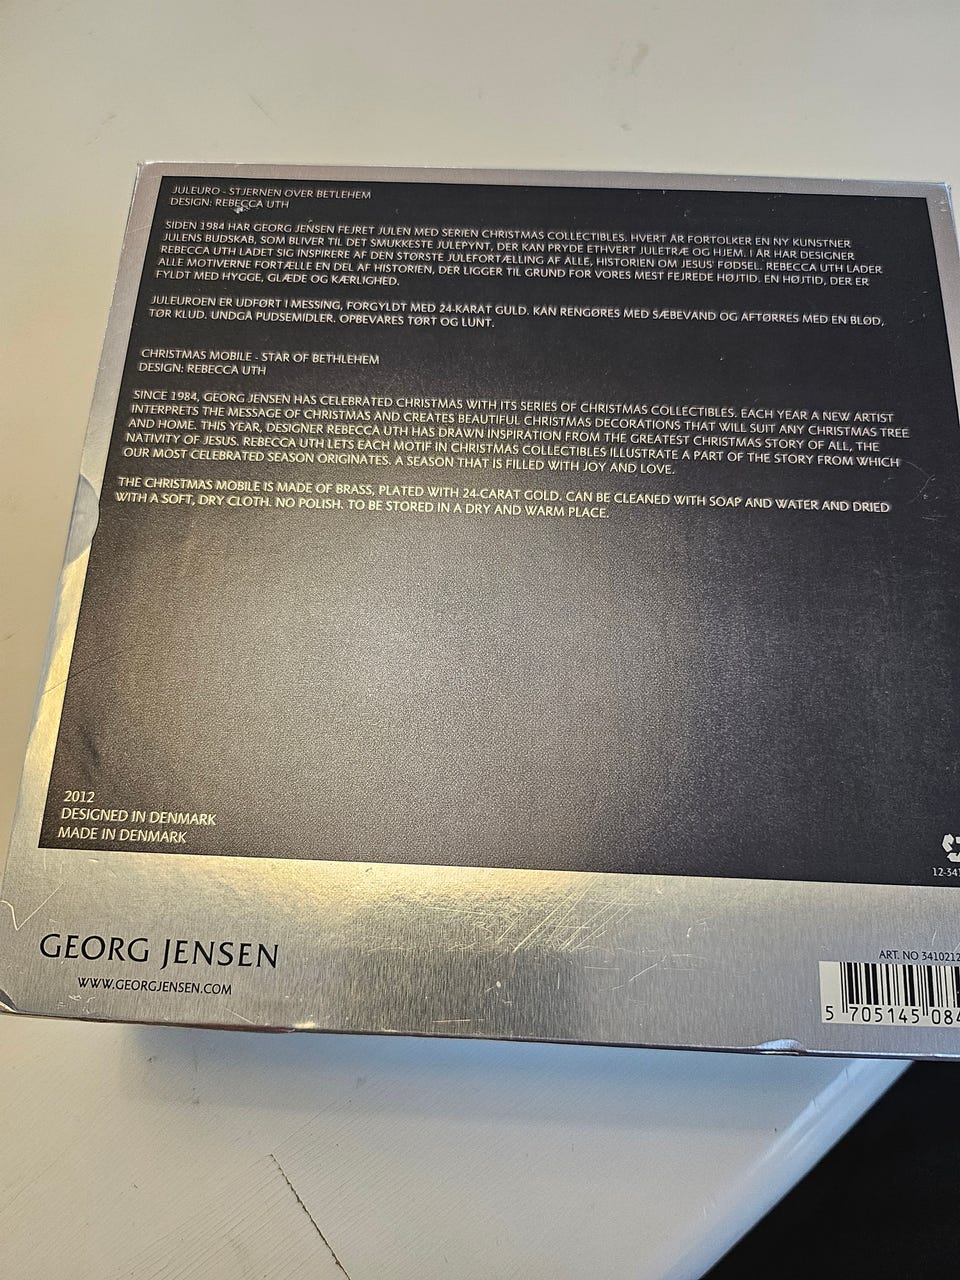 JULEURO - STJERNEN OVER BETLEHEM
DESIGN: REBECCA UTH
SIDEN 1984 HAR GEORG JENSEN FEJRET JULEN MED SERIEN CHRISTMAS COLLECTIBLES. HVERT ÅR FORTOLKER EN NY KUNSTNER
JULENS BUDSKAB, SOM BLIVER TIL DET SMUKKESTE JULEPYNT, DER KAN PRYDE ETHVERT JULETRÆ OG HJEM. I ÅR HAR DESIGNER
REBECCA UTH LADET SIG INSPIRERE AF DEN STØRSTE JULEFORTÆLLING AF ALLE, HISTORIEN OM JESUS' FØDSEL. REBECCA UTH LADER
ALLE MOTIVERNE FORTÆLLE EN DEL AF HISTORIEN, DER LIGGER TIL GRUND FOR VORES MEST FEJREDE HØJTID. EN HØJTID, DER ER
FYLDT MED HYGGE, GLÆDE OG KÆRLIGHED.
JULEUROEN ER UDFØRT I MESSING, FORGYLDT MED 24-KARAT GULD. KAN RENGØRES MED SÆBEVAND OG AFTØRRES MED EN BLØD,
TØR KLUD. UNDGÅ PUDSEMIDLER. OPBEVARES TØRT OG LUNT.
CHRISTMAS MOBILE - STAR OF BETHLEHEM
DESIGN: REBECCA UTH
SINCE 1984, GEORG JENSEN HAS CELEBRATED CHRISTMAS WITH ITS SERIES OF CHRISTMAS COLLECTIBLES. EACH YEAR A NEW ARTIST
INTERPRETS THE MESSAGE OF CHRISTMAS AND CREATES BEAUTIFUL CHRISTMAS DECORATIONS THAT WILL SUIT ANY CHRISTMAS TREE
AND HOME. THIS YEAR, DESIGNER REBECCA UTH HAS DRAWN INSPIRATION FROM THE GREATEST CHRISTMAS STORY OF ALL, THE
NATIVITY OF JESUS. REBECCA UTH LETS EACH MOTIF IN CHRISTMAS COLLECTIBLES ILLUSTRATE A PART OF THE STORY FROM WHICH
OUR MOST CELEBRATED SEASON ORIGINATES. A SEASON THAT IS FILLED WITH JOY AND LOVE.
THE CHRISTMAS MOBILE IS MADE OF BRASS, PLATED WITH 24-CARAT GOLD. CAN BE CLEANED WITH SOAP AND WATER AND DRIED
WITH A SOFT, DRY CLOTH. NO POLISH. TO BE STORED IN A DRY AND WARM PLACE.
2012
DESIGNED IN DENMARK
MADE IN DENMARK
12-341
GEORG JENSEN
WWW.GEORGJENSEN.COM
ART. NO 3410212
5 705145 084